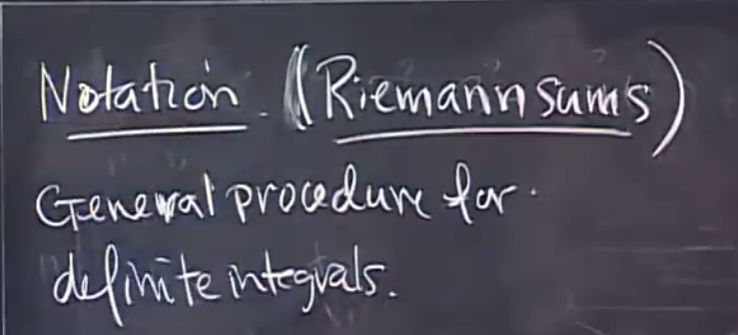 Notation. (Riemann sums)
General procedure for
definite integrals.